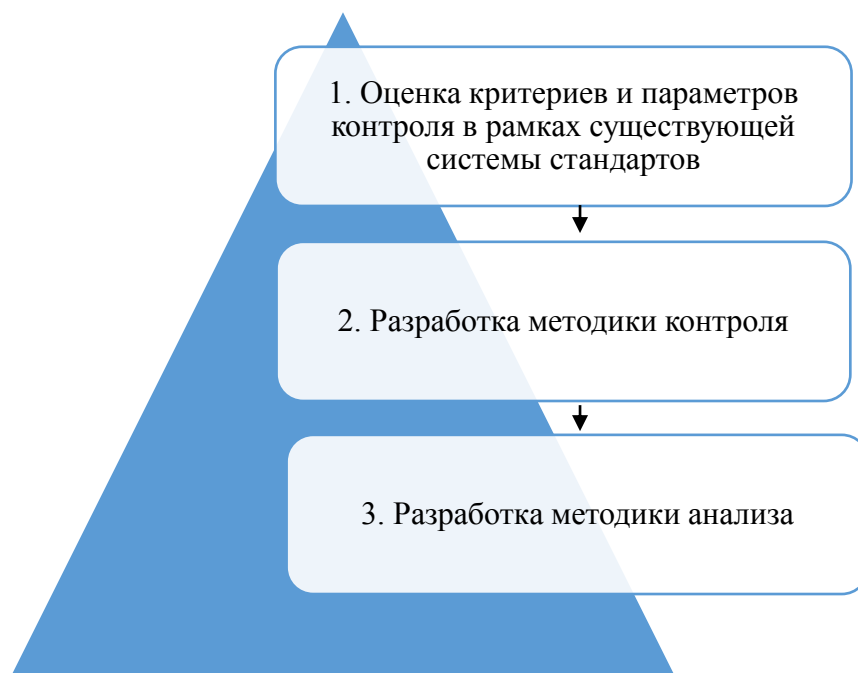 1. Оценка критериев и параметров
контроля в рамках существующей
системы стандартов
2. Разработка методики контроля
3. Разработка методики анализа